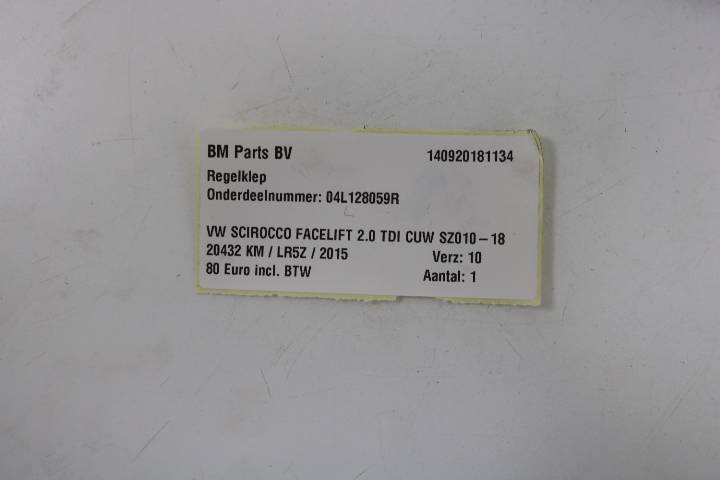 BM Parts BV 140920181134
Regelklep
Onderdeelnummer: 04L128059R
VW SCIROCCO FACELIFT 2.0 TDI CUW SZ010-18
20432 KM / LR5Z / 2015 Verz: 10
80 Euro incl. BTW Aantal: 1